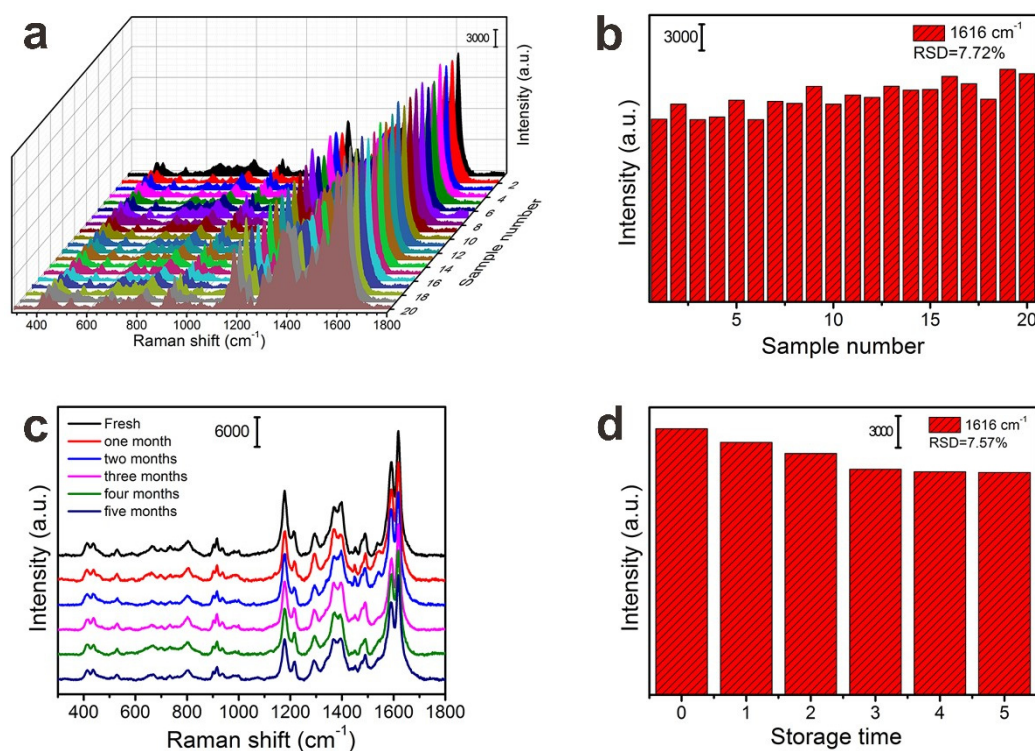 a
3000
Intensity (a.u.)
2
4
6
8
10
12
14
16
18
20
Sample number
400 600 800 1000 1200 1400 1600 1800
Raman shift (cm⁻¹)
b
3000
1616 cm⁻¹
RSD=7.72%
Intensity (a.u.)
5 10 15 20
Sample number
c
6000
Fresh
one month
two months
three months
four months
five months
Intensity (a.u.)
400 600 800 1000 1200 1400 1600 1800
Raman shift (cm⁻¹)
d
3000
1616 cm⁻¹
RSD=7.57%
Intensity (a.u.)
0 1 2 3 4 5
Storage time